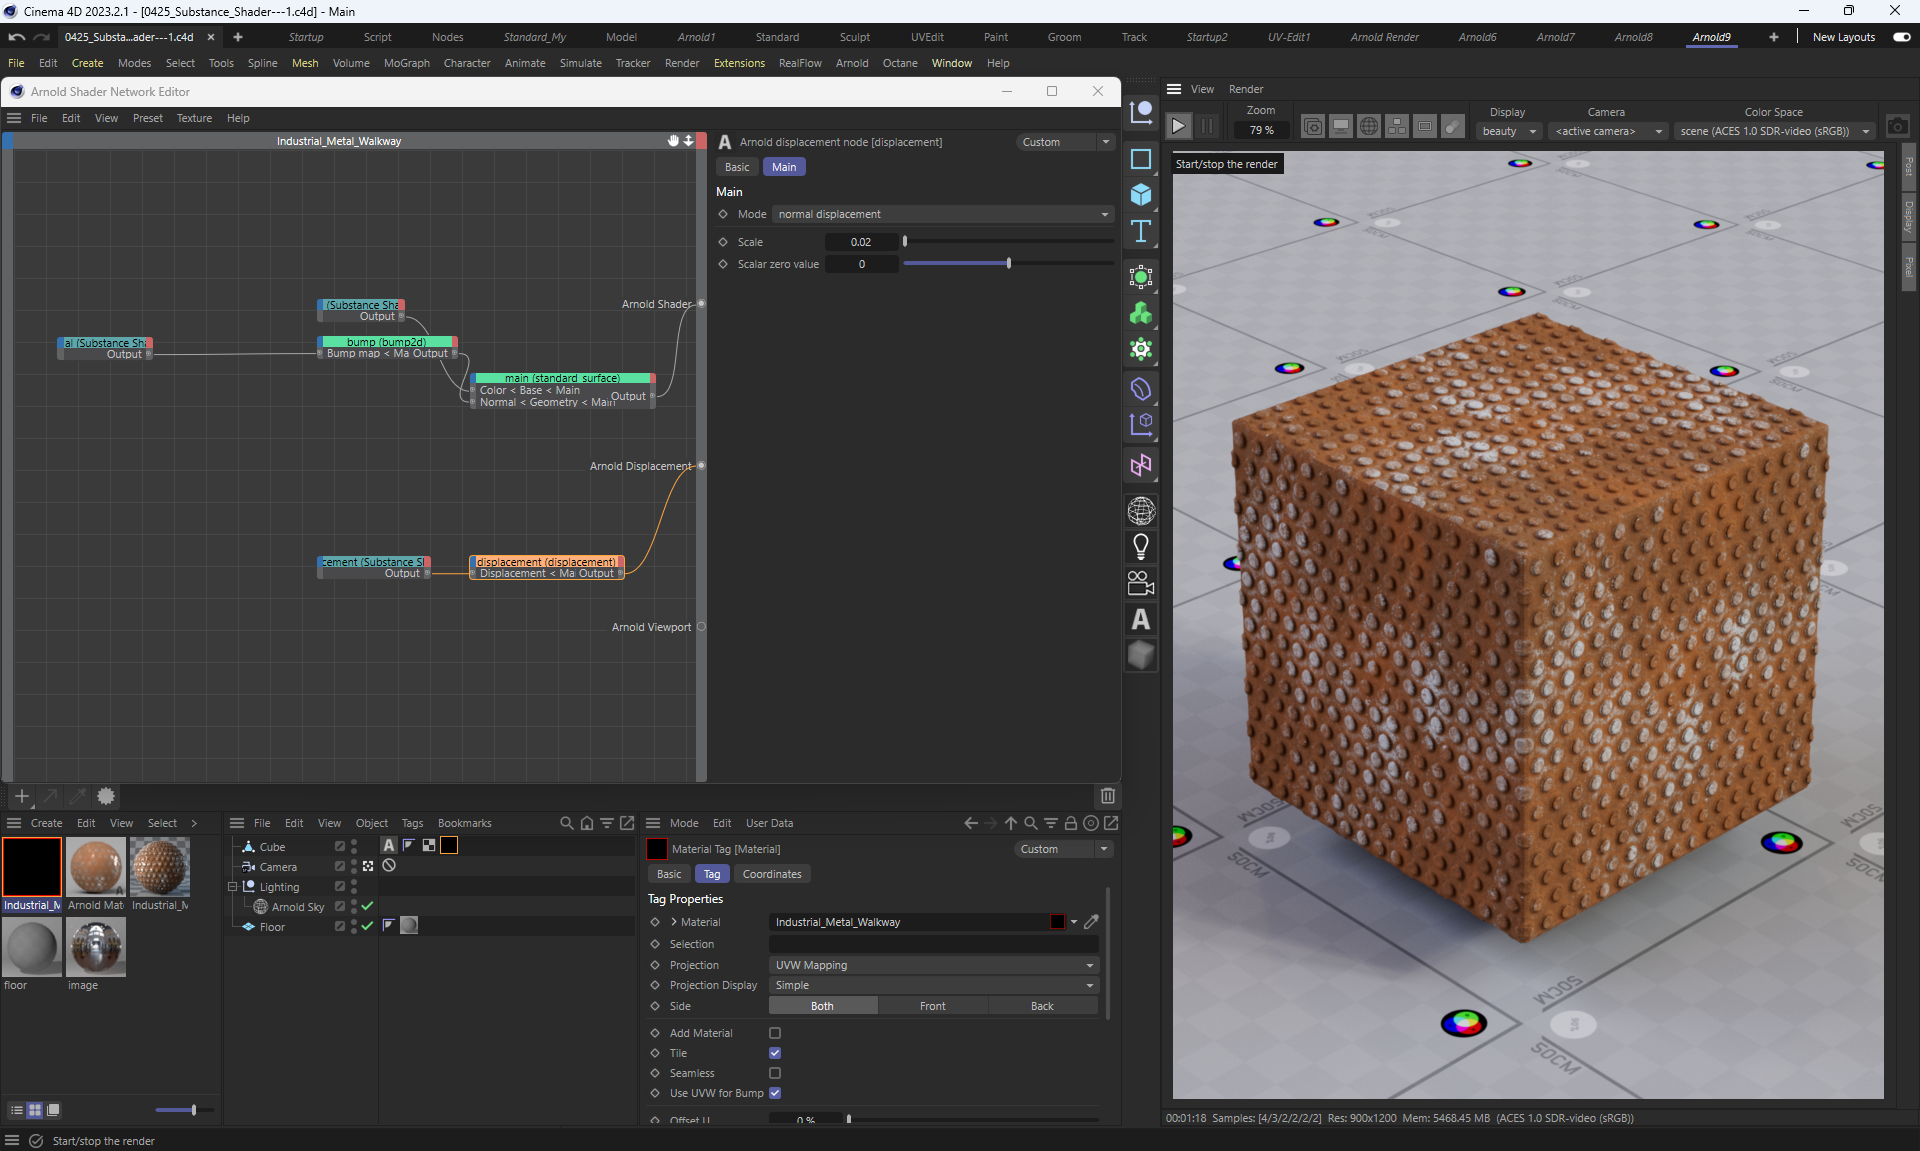 Cinema 4D 2023.2.1 - [0425_Substance_Shader---1.c4d] - Main
0425_Substa...ader---1.c4d × + Startup Script Nodes Standard_My Model Arnold1 Standard Sculpt UVEdit Paint Groom Track Startup2 UV-Edit1 Arnold Render Arnold6 Arnold7 Arnold8 Arnold9 + New Layouts
File Edit Create Modes Select Tools Spline Mesh Volume MoGraph Character Animate Simulate Tracker Render Extensions RealFlow Arnold Octane Window Help
Arnold Shader Network Editor
File Edit View Preset Texture Help
Industrial_Metal_Walkway
Arnold displacement node [displacement]
Custom
Basic Main
Main
Mode normal displacement
Scale 0.02
Scalar zero value 0
(Substance Sha
Output
al (Substance Sh
Output
bump (bump2d)
Bump map < Ma Output
main (standard_surface)
Color < Base < Main
Output
Normal < Geometry < Main
Arnold Shader
Arnold Displacement
cement (Substance S
Output
displacement (displacement)
Displacement < Ma Output
Arnold Viewport
View Render
Zoom
79 %
Display
beauty
Camera
<active camera>
Color Space
scene (ACES 1.0 SDR-video (sRGB))
Start/stop the render
Post
Display
Pixel
50CM
50CM
50CM
50CM
00:01:18 Samples: [4/3/2/2/2/2] Res: 900x1200 Mem: 5468.45 MB (ACES 1.0 SDR-video (sRGB))
Create Edit View Select >
Industrial_M
Arnold Mat
Industrial_M
floor
image
File Edit View Object Tags Bookmarks
Cube
Camera
Lighting
Arnold Sky
Floor
Mode Edit User Data
Material Tag [Material]
Custom
Basic Tag Coordinates
Tag Properties
Material Industrial_Metal_Walkway
Selection
Projection UVW Mapping
Projection Display Simple
Side Both Front Back
Add Material
Tile
Seamless
Use UVW for Bump
Offset U 0 %
Start/stop the render